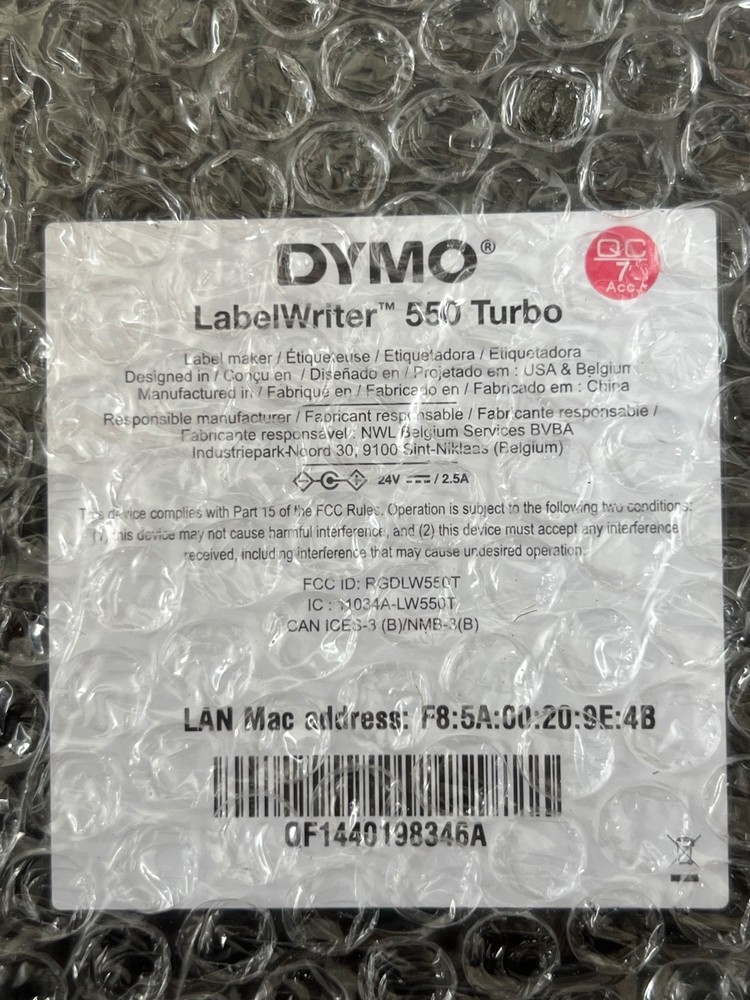 DYMO®
QC
7
Acc.
LabelWriter™ 550 Turbo
Label maker / Étiqueteuse / Etiquetadora / Etiquetadora
Designed in / Conçu en / Diseñado en / Projetado em : USA & Belgium
Manufactured in / Fabriqué en / Fabricado en / Fabricado em : China
Responsible manufacturer / Fabricant responsable / Fabricante responsable /
Fabricante responsável : NWL Belgium Services BVBA
Industriepark-Noord 30, 9100 Sint-Niklaas (Belgium)
24V ⎓ / 2.5A
This device complies with Part 15 of the FCC Rules. Operation is subject to the following two conditions:
(1) this device may not cause harmful interference, and (2) this device must accept any interference
received, including interference that may cause undesired operation.
FCC ID: RGDLW550T
IC : 11034A-LW550T
CAN ICES-3 (B)/NMB-3(B)
LAN Mac address: F8:5A:00:20:9E:4B
QF1440198346A